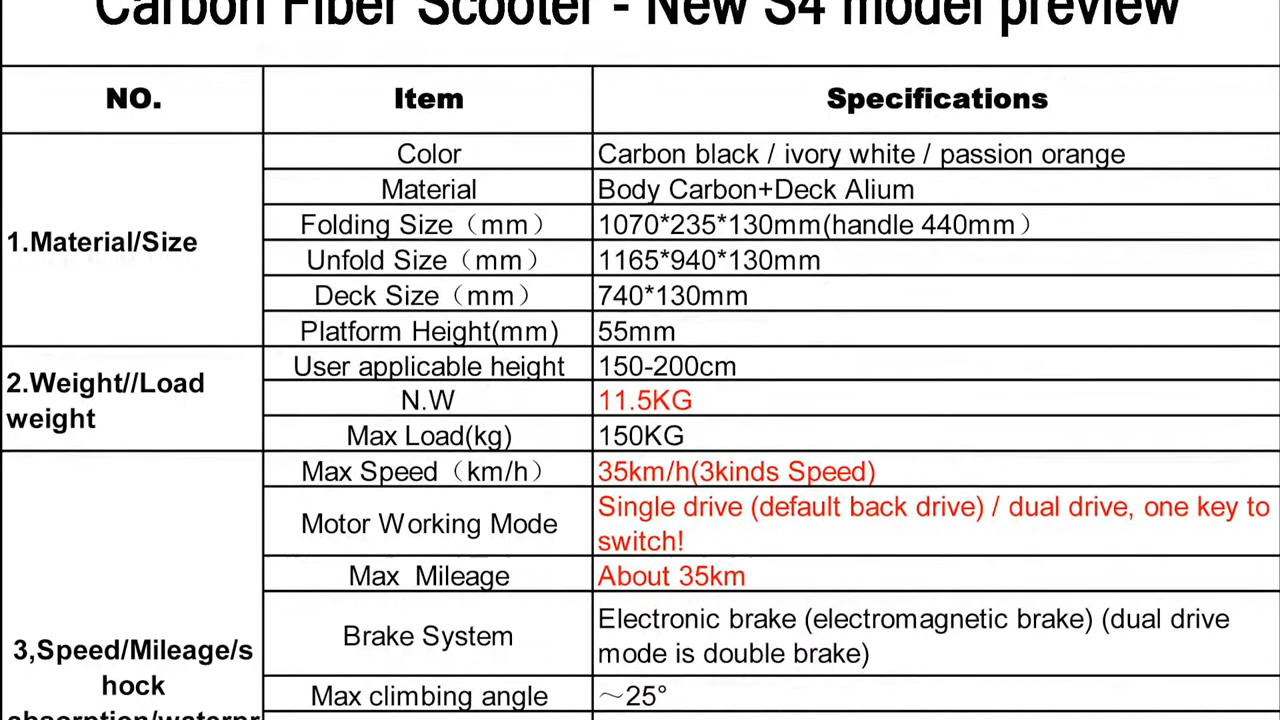 Carbon Fiber Scooter - New S4 model preview
NO.
Item
Specifications
1.Material/Size
Color
Carbon black / ivory white / passion orange
Material
Body Carbon+Deck Alium
Folding Size（mm）
1070*235*130mm(handle 440mm）
Unfold Size（mm）
1165*940*130mm
Deck Size（mm）
740*130mm
Platform Height(mm)
55mm
2.Weight//Load
weight
User applicable height
150-200cm
N.W
11.5KG
Max Load(kg)
150KG
3,Speed/Mileage/s
hock
absorption/waterpr
Max Speed（km/h）
35km/h(3kinds Speed)
Motor Working Mode
Single drive (default back drive) / dual drive, one key to
switch!
Max  Mileage
About 35km
Brake System
Electronic brake (electromagnetic brake) (dual drive
mode is double brake)
Max climbing angle
～25°